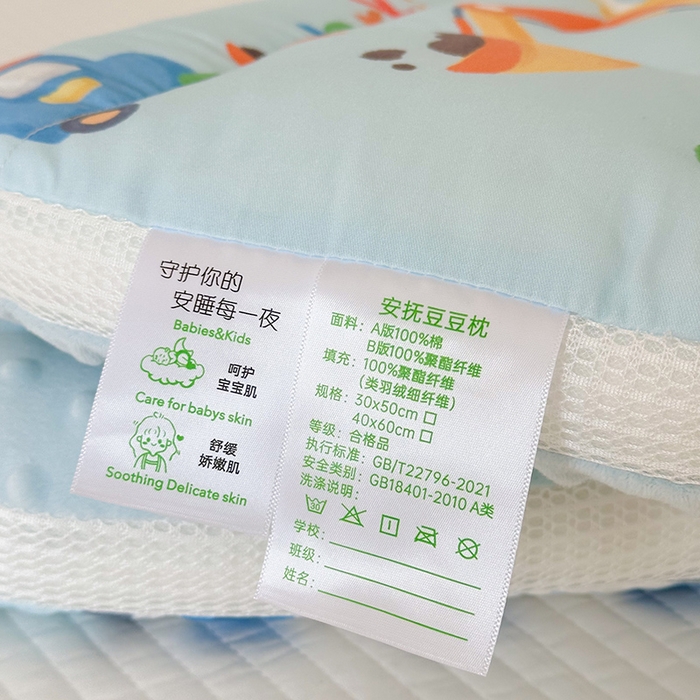 守护你的
安睡每一夜
Babies&Kids
呵护
宝宝肌
Care for babys skin
舒缓
娇嫩肌
Soothing Delicate skin
安抚豆豆枕
面料：A版100%棉
B版100%聚酯纤维
填充：100%聚酯纤维
(类羽绒细纤维)
规格：30x50cm □
40x60cm □
等级：合格品
执行标准：GB/T22796-2021
安全类别：GB18401-2010 A类
洗涤说明：
30
学校：
班级：
姓名：